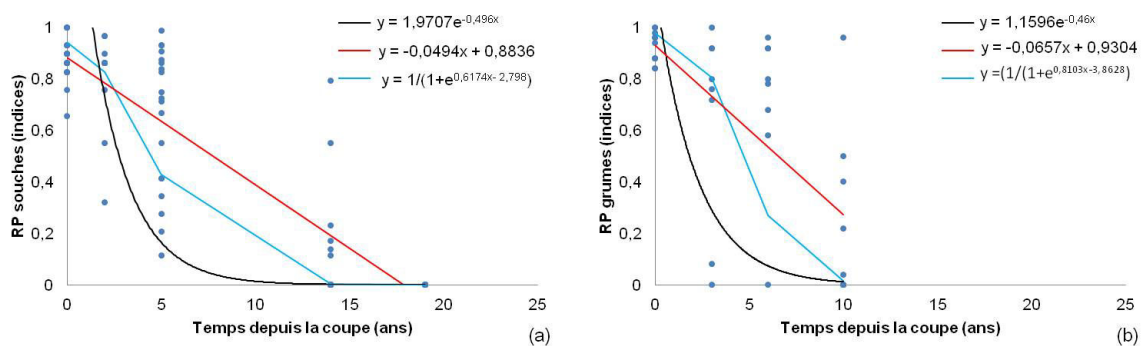 RP souches (indices)
1
0,8
0,6
0,4
0,2
0
0 5 10 15 20 25
Temps depuis la coupe (ans)
(a)
y = 1,9707e-0,496x
y = -0,0494x + 0,8836
y = 1/(1+e0,6174x- 2,798)
RP grumes (indices)
1
0,8
0,6
0,4
0,2
0
0 5 10 15 20 25
Temps depuis la coupe (ans)
(b)
y = 1,1596e-0,46x
y = -0,0657x + 0,9304
y =(1/(1+e0,8103x-3,8628)